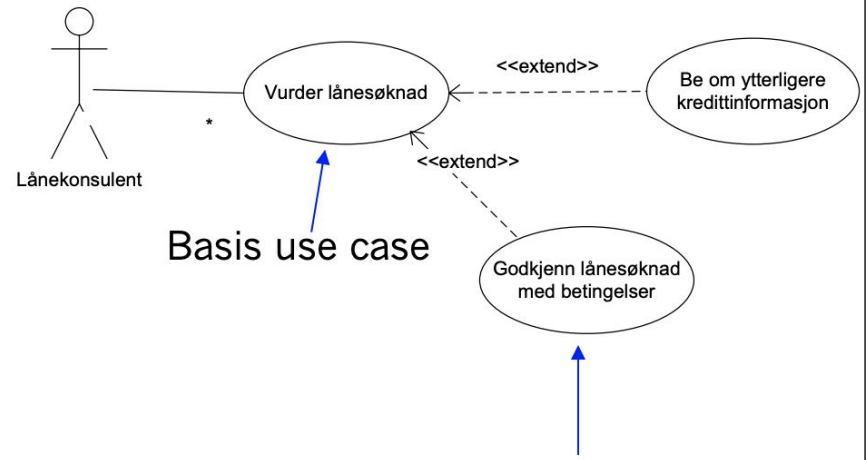 Vurder lånesøknad
<<extend>>
Be om ytterligere
kredittinformasjon
*
Lånekonsulent
<<extend>>
Basis use case
Godkjenn lånesøknad
med betingelser